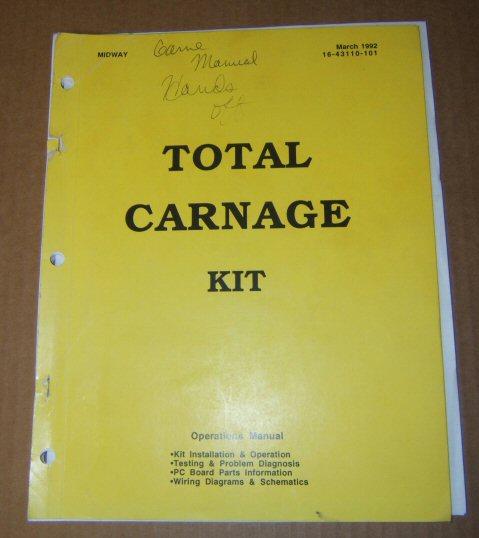 MIDWAY
March 1992
16-43110-101
Game
Manual
Hands
off
TOTAL
CARNAGE
KIT
Operations Manual
•Kit Installation & Operation
•Testing & Problem Diagnosis
•PC Board Parts Information
•Wiring Diagrams & Schematics